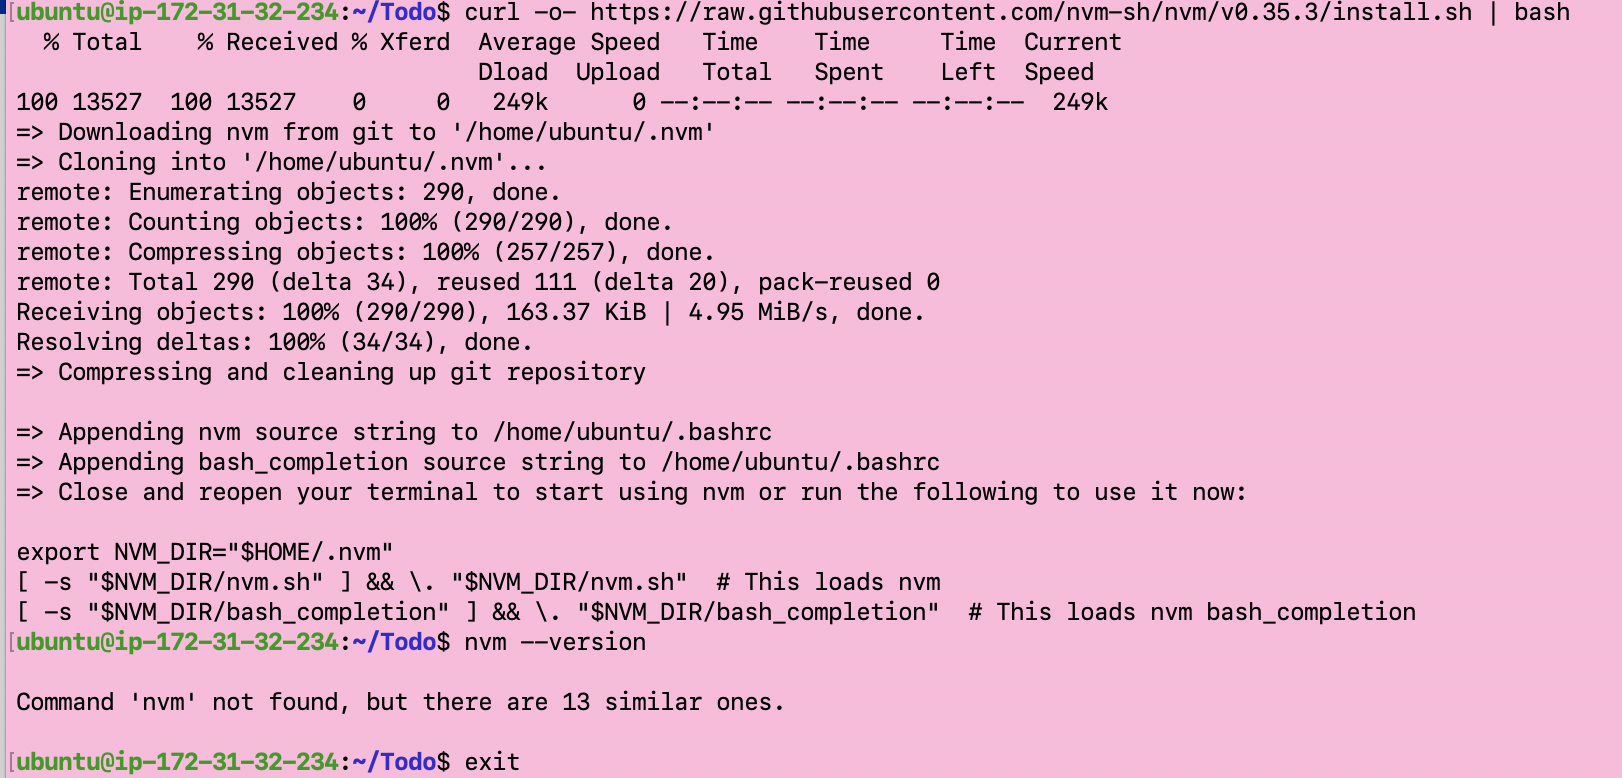 [ubuntu@ip-172-31-32-234:~/Todo$ curl -o- https://raw.githubusercontent.com/nvm-sh/nvm/v0.35.3/install.sh | bash
  % Total    % Received % Xferd  Average Speed   Time    Time     Time  Current
                                 Dload  Upload   Total   Spent    Left  Speed
100 13527  100 13527    0     0   249k      0 --:--:-- --:--:-- --:--:--  249k
=> Downloading nvm from git to '/home/ubuntu/.nvm'
=> Cloning into '/home/ubuntu/.nvm'...
remote: Enumerating objects: 290, done.
remote: Counting objects: 100% (290/290), done.
remote: Compressing objects: 100% (257/257), done.
remote: Total 290 (delta 34), reused 111 (delta 20), pack-reused 0
Receiving objects: 100% (290/290), 163.37 KiB | 4.95 MiB/s, done.
Resolving deltas: 100% (34/34), done.
=> Compressing and cleaning up git repository

=> Appending nvm source string to /home/ubuntu/.bashrc
=> Appending bash_completion source string to /home/ubuntu/.bashrc
=> Close and reopen your terminal to start using nvm or run the following to use it now:

export NVM_DIR="$HOME/.nvm"
[ -s "$NVM_DIR/nvm.sh" ] && \. "$NVM_DIR/nvm.sh"  # This loads nvm
[ -s "$NVM_DIR/bash_completion" ] && \. "$NVM_DIR/bash_completion"  # This loads nvm bash_completion
[ubuntu@ip-172-31-32-234:~/Todo$ nvm --version

Command 'nvm' not found, but there are 13 similar ones.

[ubuntu@ip-172-31-32-234:~/Todo$ exit